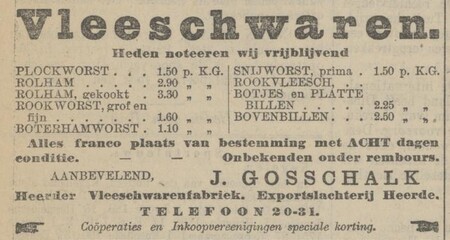 Vleeschwaren.
Heden noteeren wij vrijblijvend
PLOCKWORST . . . 1.50 p. K.G.
ROLHAM . . . . . 2.90 „ „
ROLHAM, gekookt . 3.30 „ „
ROOKWORST, grof en
fijn . . . . . . 1.60 „ „
BOTERHAMWORST . 1.10 „ „
SNIJWORST, prima . 1.50 p. K.G.
ROOKVLEESCH,
BOTJES en PLATTE
BILLEN . . . . 2.25 „ „
BOVENBILLEN . . . 2.50 „ „
Alles franco plaats van bestemming met ACHT dagen
conditie. — — Onbekenden onder rembours.
AANBEVELEND, J. GOSSCHALK
Heerder Vleeschwarenfabriek. Exportslachterij Heerde.
TELEFOON 20-31.
Coöperaties en Inkoopvereenigingen speciale korting.